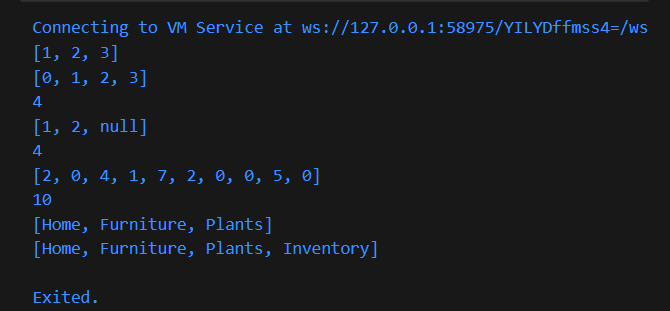 Connecting to VM Service at ws://127.0.0.1:58975/YILYDffmss4=/ws
[1, 2, 3]
[0, 1, 2, 3]
4
[1, 2, null]
4
[2, 0, 4, 1, 7, 2, 0, 0, 5, 0]
10
[Home, Furniture, Plants]
[Home, Furniture, Plants, Inventory]
Exited.